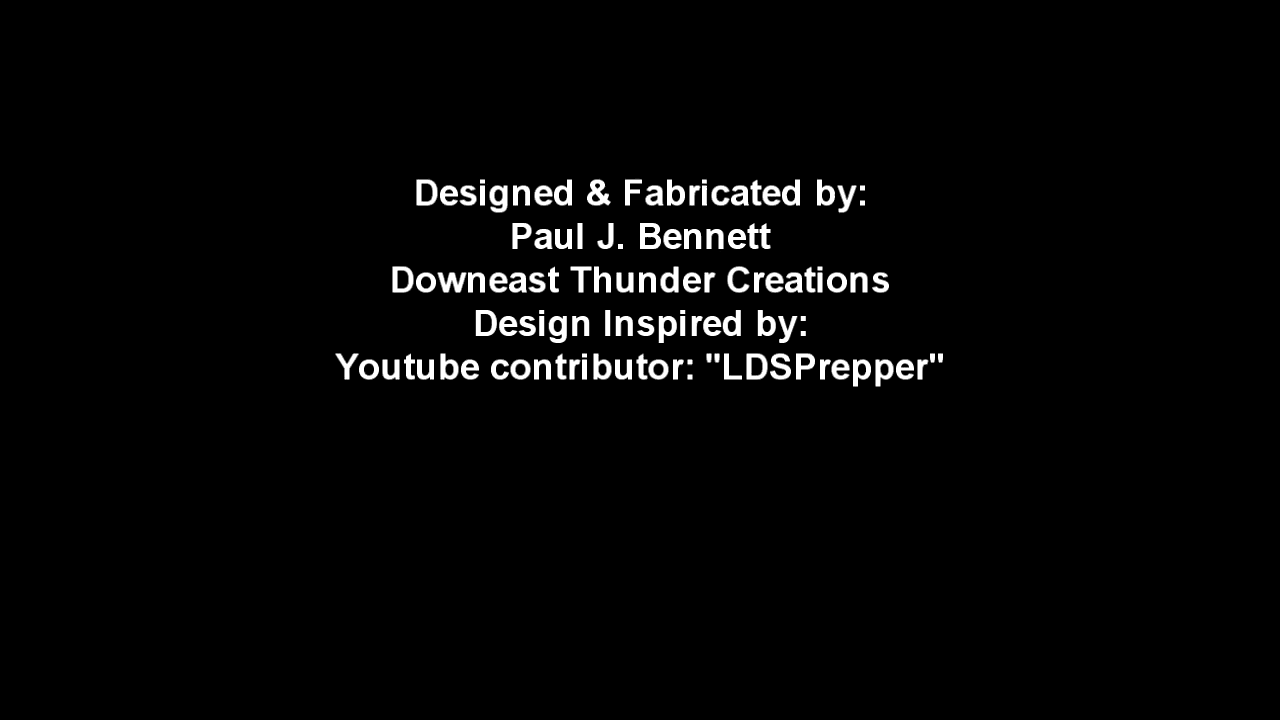 Designed & Fabricated by:
Paul J. Bennett
Downeast Thunder Creations
Design Inspired by:
Youtube contributor: "LDSPrepper"